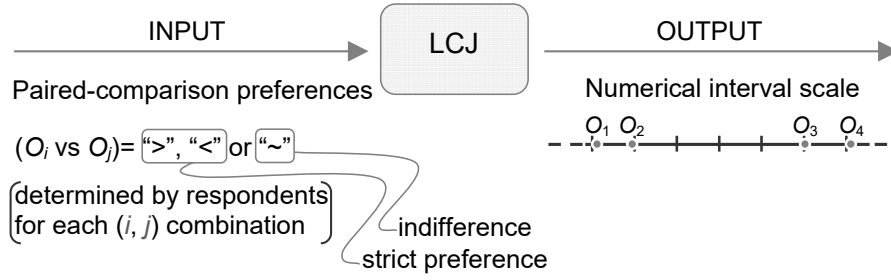 INPUT
LCJ
OUTPUT
Paired-comparison preferences
Numerical interval scale
O1 O2 O3 O4
(Oi vs Oj)= “>”, “<” or “~”
determined by respondents
for each (i, j) combination
indifference
strict preference